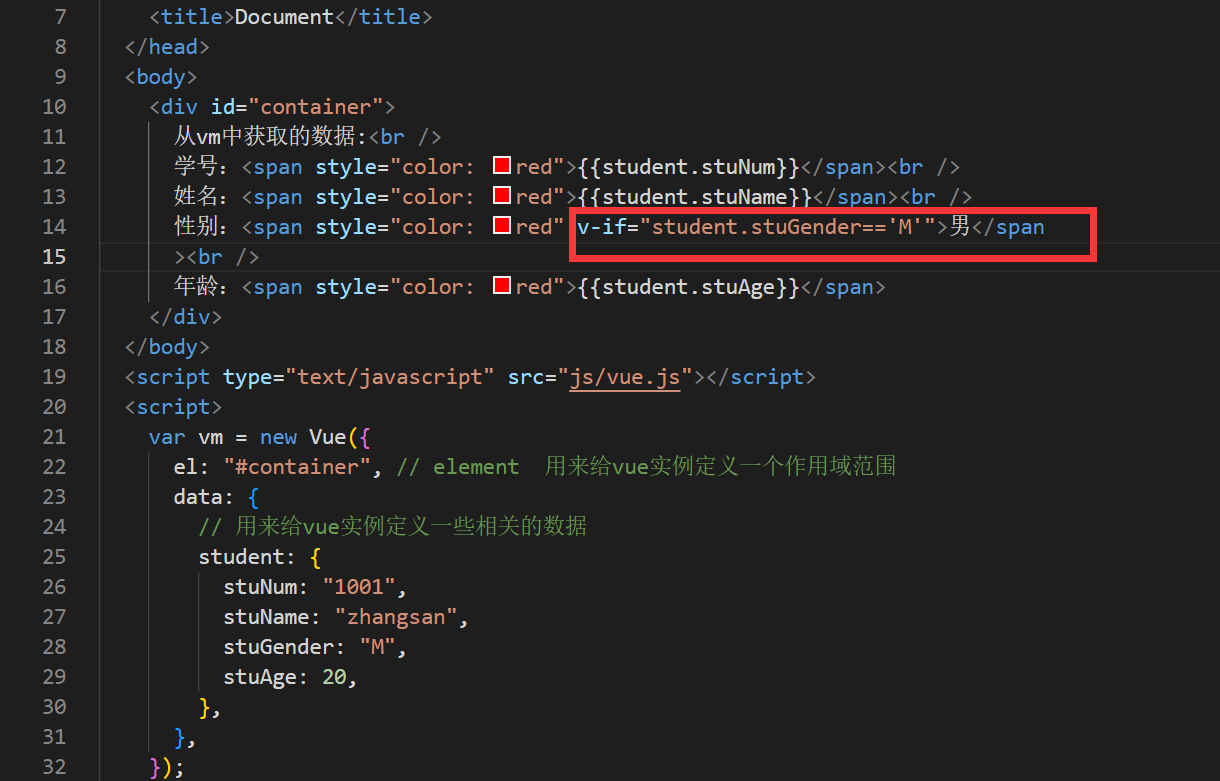 7 <title>Document</title>
8 </head>
9 <body>
10 <div id="container">
11 从vm中获取的数据:<br />
12 学号：<span style="color: red">{{student.stuNum}}</span><br />
13 姓名：<span style="color: red">{{student.stuName}}</span><br />
14 性别：<span style="color: red" v-if="student.stuGender=='M'">男</span
15 ><br />
16 年龄：<span style="color: red">{{student.stuAge}}</span>
17 </div>
18 </body>
19 <script type="text/javascript" src="js/vue.js"></script>
20 <script>
21 var vm = new Vue({
22 el: "#container", // element  用来给vue实例定义一个作用域范围
23 data: {
24 // 用来给vue实例定义一些相关的数据
25 student: {
26 stuNum: "1001",
27 stuName: "zhangsan",
28 stuGender: "M",
29 stuAge: 20,
30 },
31 },
32 });